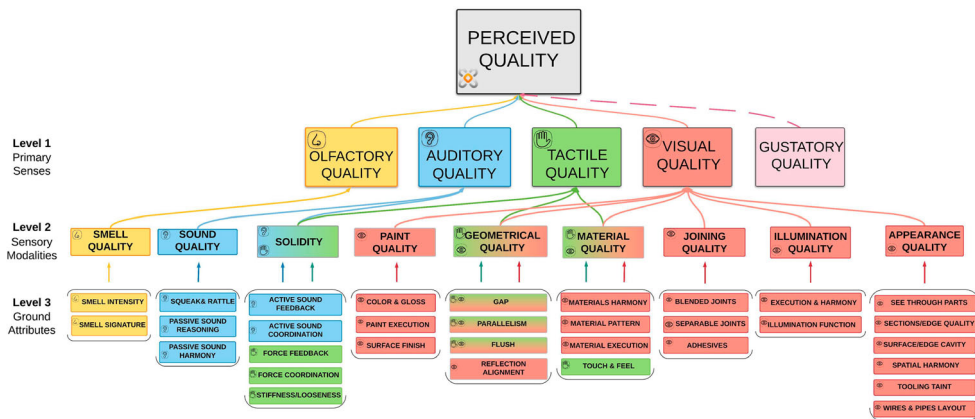 PERCEIVED
QUALITY
Level 1
Primary
Senses
OLFACTORY
QUALITY
AUDITORY
QUALITY
TACTILE
QUALITY
VISUAL
QUALITY
GUSTATORY
QUALITY
Level 2
Sensory
Modalities
SMELL
QUALITY
SOUND
QUALITY
SOLIDITY
PAINT
QUALITY
GEOMETRICAL
QUALITY
MATERIAL
QUALITY
JOINING
QUALITY
ILLUMINATION
QUALITY
APPEARANCE
QUALITY
Level 3
Ground
Attributes
SMELL INTENSITY
SMELL SIGNATURE
SQUEAK& RATTLE
PASSIVE SOUND
REASONING
PASSIVE SOUND
HARMONY
ACTIVE SOUND
FEEDBACK
ACTIVE SOUND
COORDINATION
FORCE FEEDBACK
FORCE COORDINATION
STIFFNESS/LOOSENESS
COLOR & GLOSS
PAINT EXECUTION
SURFACE FINISH
GAP
PARALLELISM
FLUSH
REFLECTION
ALIGNMENT
MATERIALS HARMONY
MATERIAL PATTERN
MATERIAL EXECUTION
TOUCH & FEEL
BLENDED JOINTS
SEPARABLE JOINTS
ADHESIVES
EXECUTION & HARMONY
ILLUMINATION FUNCTION
SEE THROUGH PARTS
SECTIONS/EDGE QUALITY
SURFACE/EDGE CAVITY
SPATIAL HARMONY
TOOLING TAINT
WIRES & PIPES LAYOUT